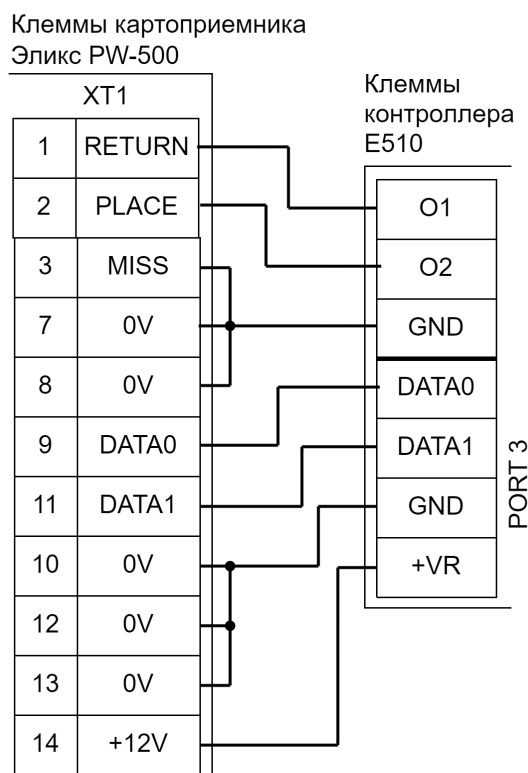 Клеммы картоприемника
Эликс PW-500
XT1
1 RETURN
2 PLACE
3 MISS
7 0V
8 0V
9 DATA0
11 DATA1
10 0V
12 0V
13 0V
14 +12V
Клеммы
контроллера
E510
O1
O2
GND
DATA0
DATA1
GND
+VR
PORT 3